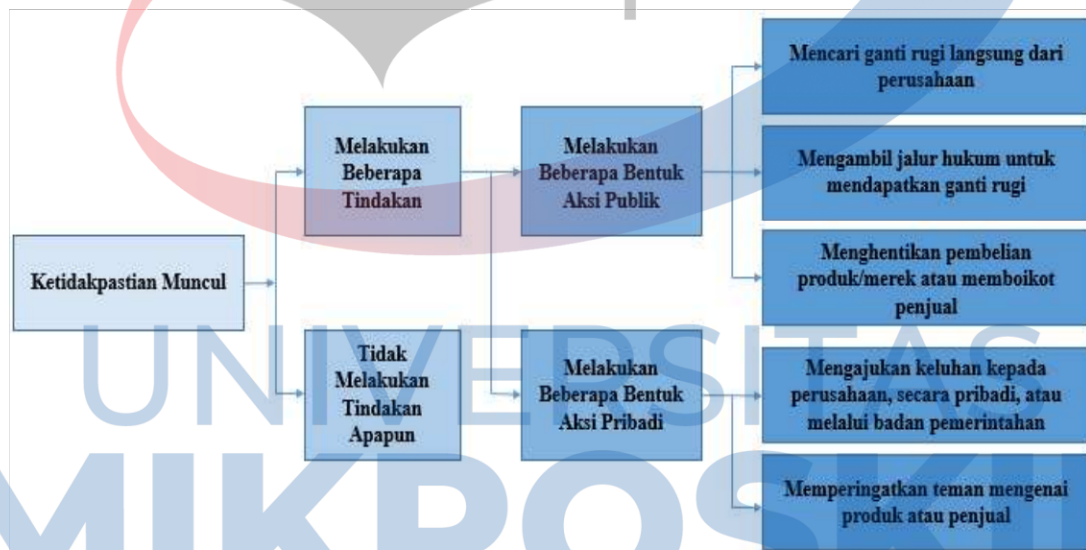 Ketidakpastian Muncul
Melakukan
Beberapa
Tindakan
Tidak
Melakukan
Tindakan
Apapun
Melakukan
Beberapa Bentuk
Aksi Publik
Melakukan
Beberapa Bentuk
Aksi Pribadi
Mencari ganti rugi langsung dari
perusahaan
Mengambil jalur hukum untuk
mendapatkan ganti rugi
Menghentikan pembelian
produk/merek atau memboikot
penjual
Mengajukan keluhan kepada
perusahaan, secara pribadi, atau
melalui badan pemerintahan
Memperingatkan teman mengenai
produk atau penjual
UNIVERSITAS
MIKROSKIL